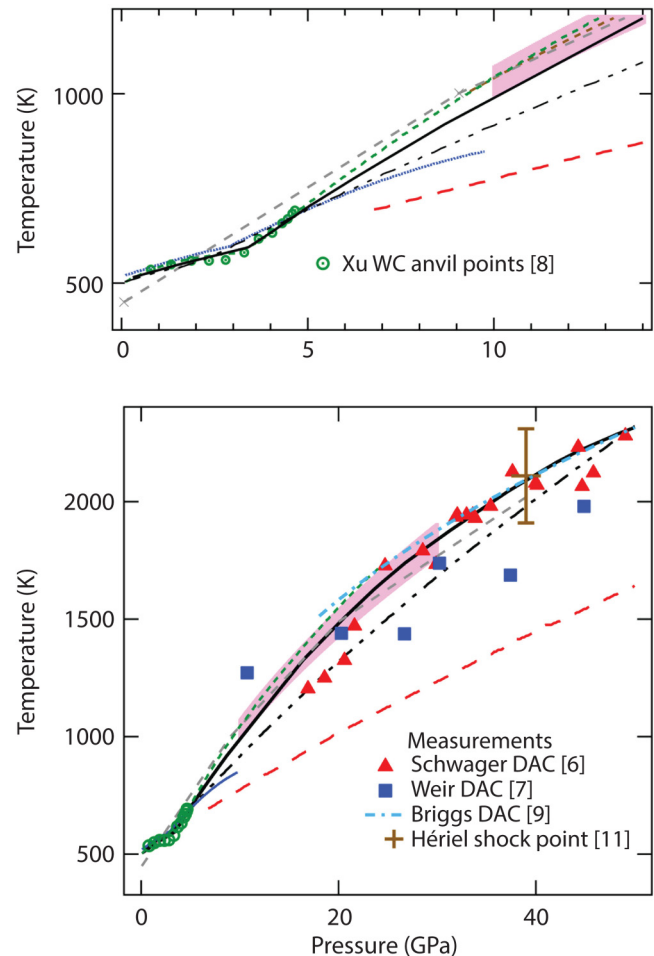 Temperature (K)
1000
500
Xu WC anvil points [8]
0
5
10
Temperature (K)
2000
1500
1000
500
Measurements
Schwager DAC [6]
Weir DAC [7]
Briggs DAC [9]
Hériel shock point [11]
0
20
40
Pressure (GPa)